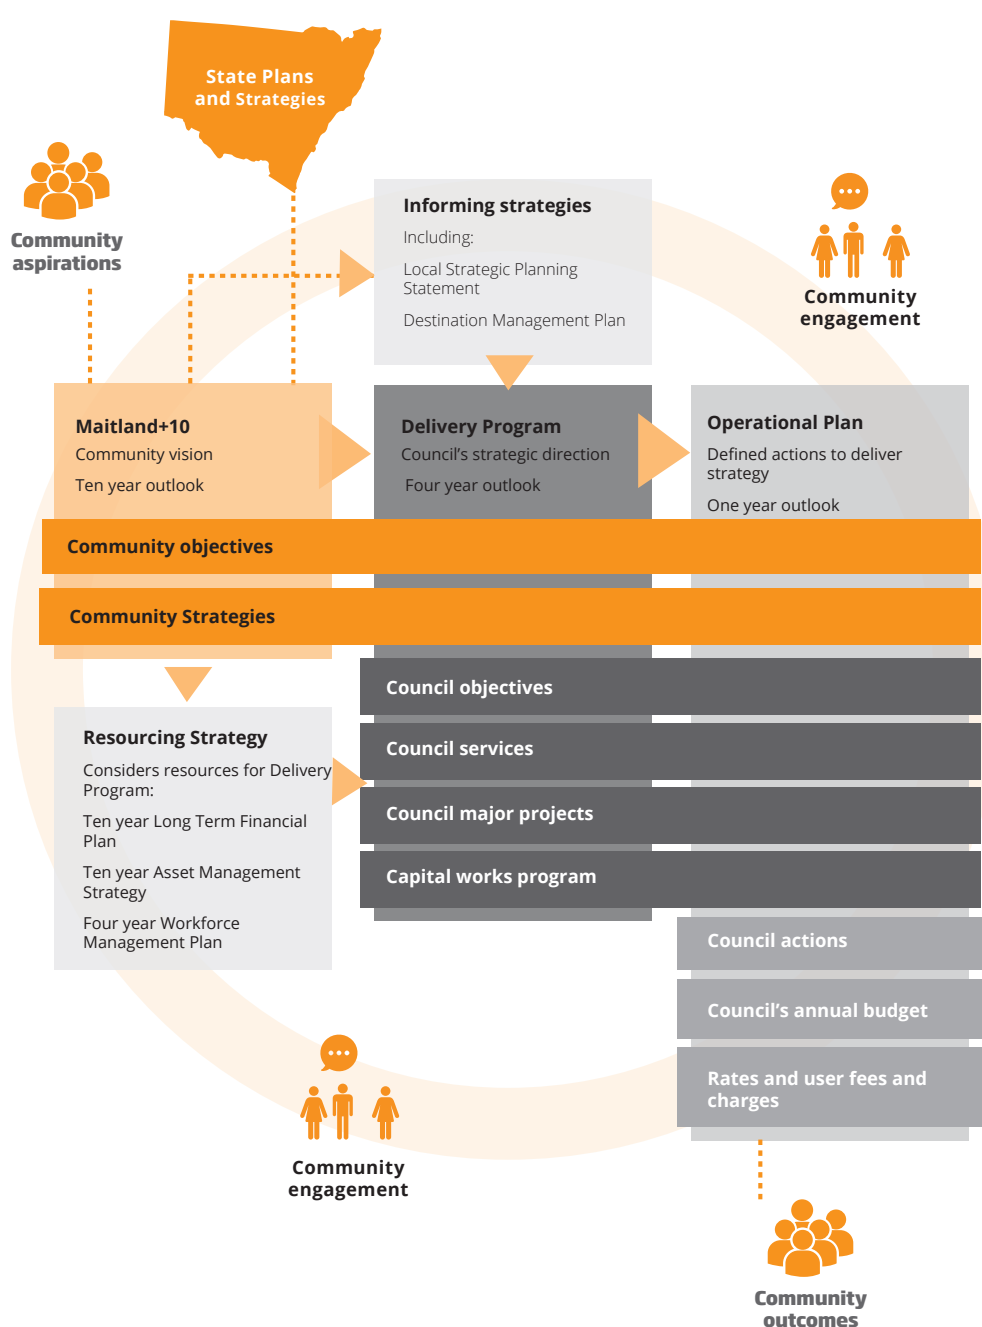 State Plans
and Strategies
Community
aspirations
Informing strategies
Including:
Local Strategic Planning
Statement
Destination Management Plan
Community
engagement
Maitland+10
Community vision
Ten year outlook
Delivery Program
Council’s strategic direction
Four year outlook
Operational Plan
Defined actions to deliver
strategy
One year outlook
Community objectives
Community Strategies
Council objectives
Council services
Council major projects
Capital works program
Resourcing Strategy
Considers resources for Delivery
Program:
Ten year Long Term Financial
Plan
Ten year Asset Management
Strategy
Four year Workforce
Management Plan
Council actions
Council’s annual budget
Rates and user fees and
charges
Community
engagement
Community
outcomes